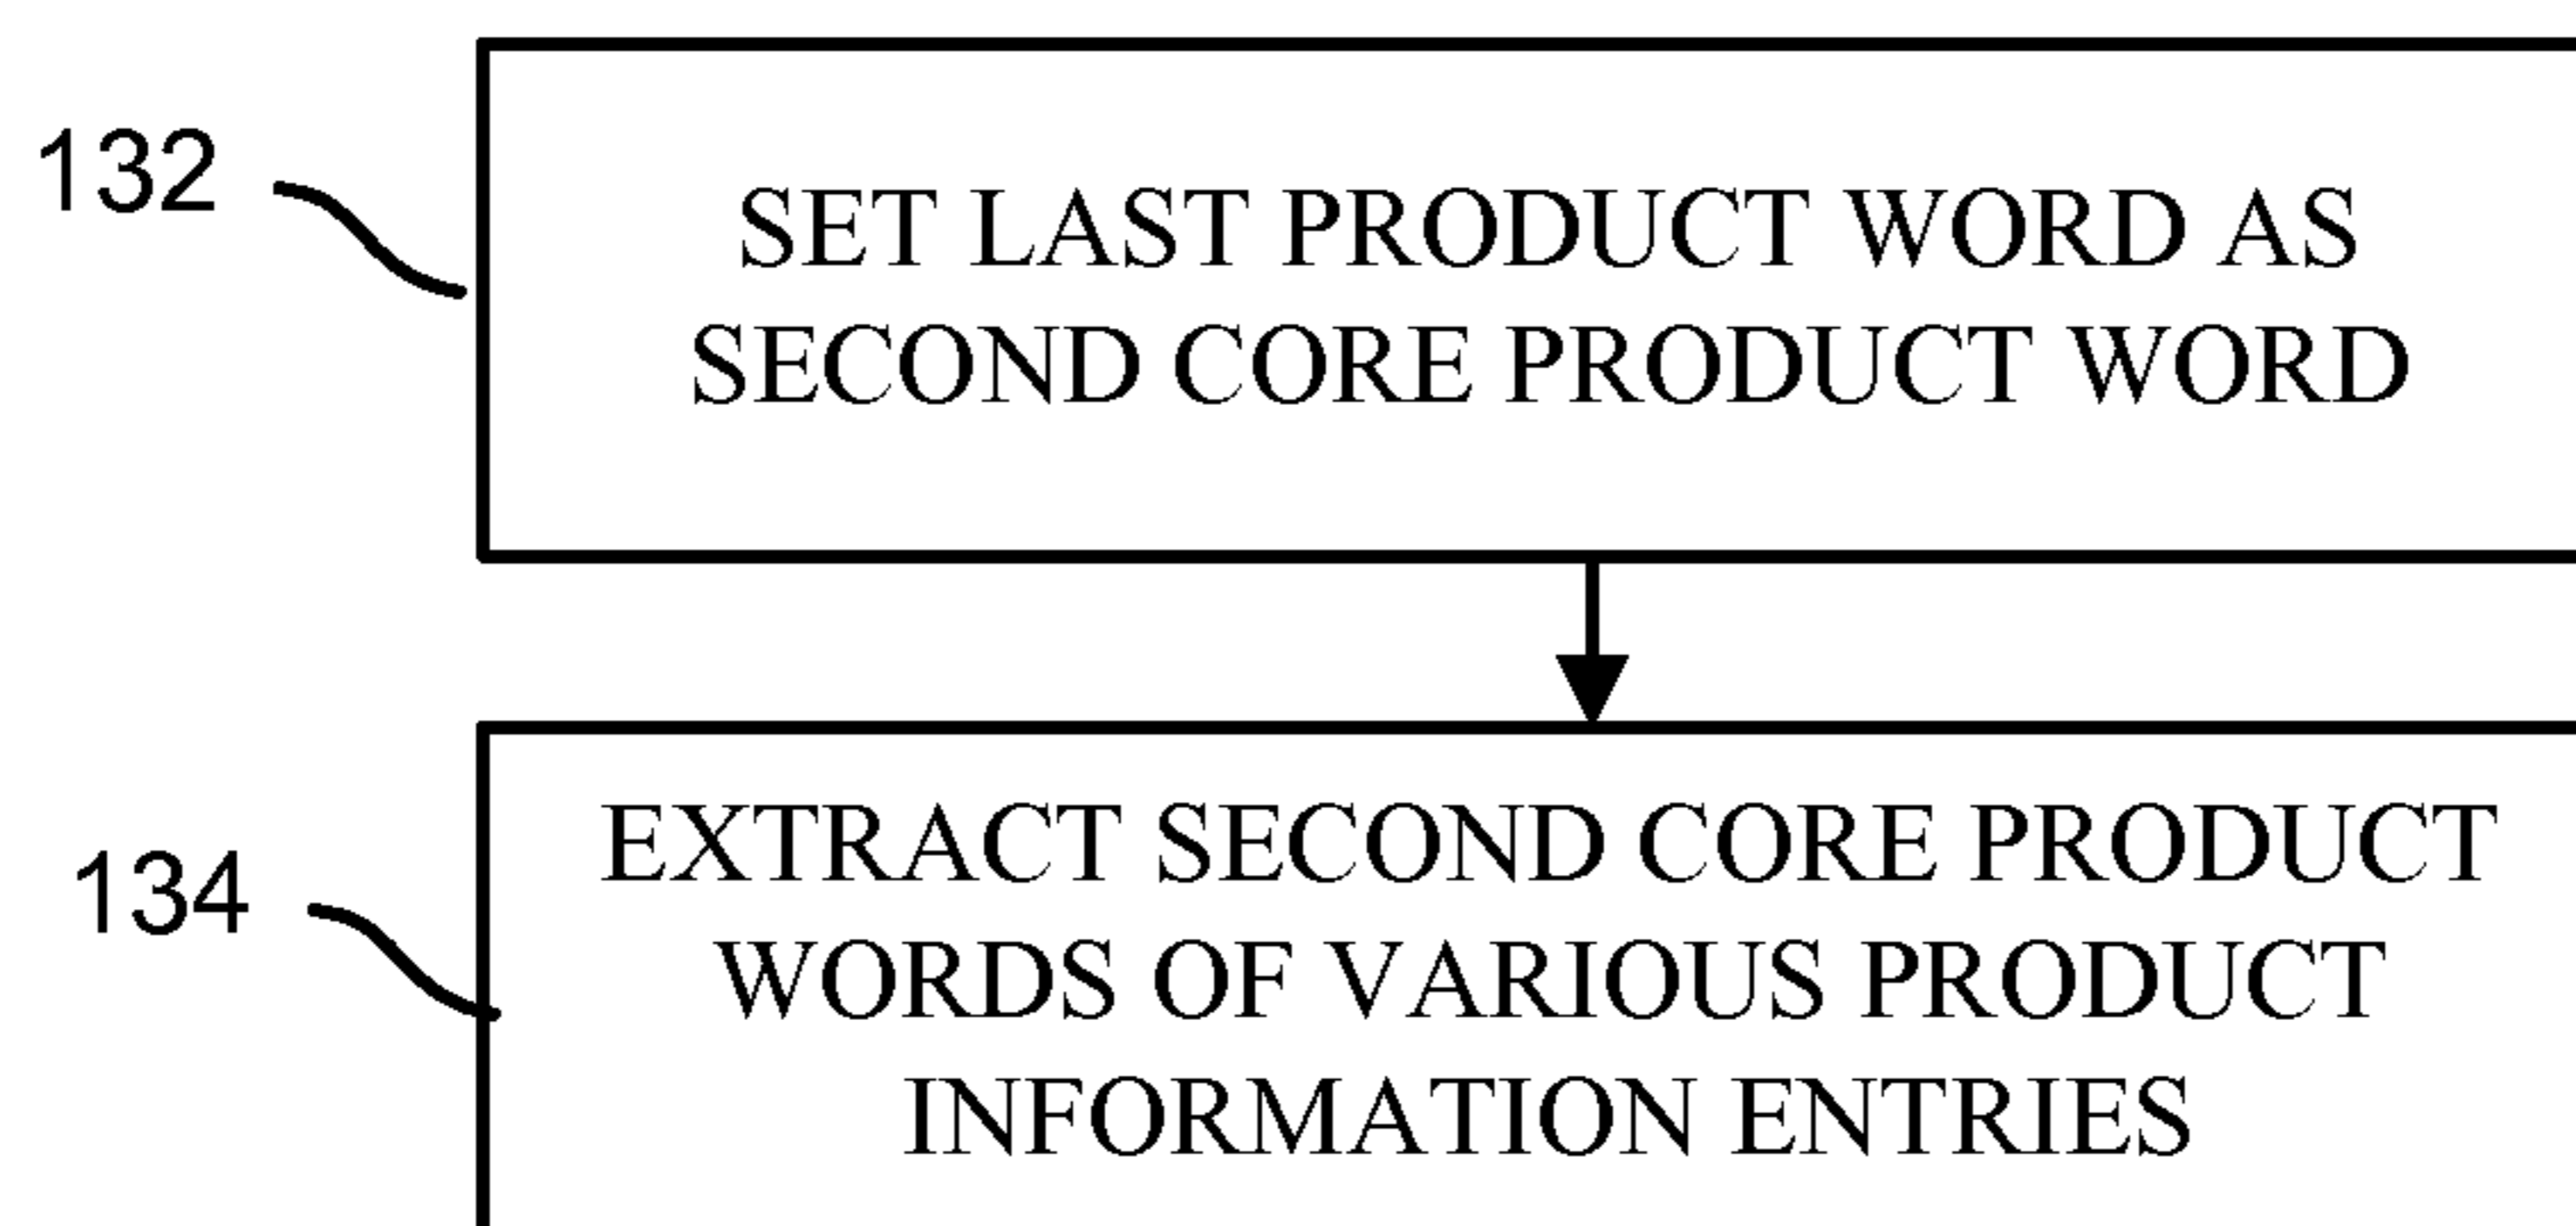 132
SET LAST PRODUCT WORD AS
SECOND CORE PRODUCT WORD
134
EXTRACT SECOND CORE PRODUCT
WORDS OF VARIOUS PRODUCT
INFORMATION ENTRIES